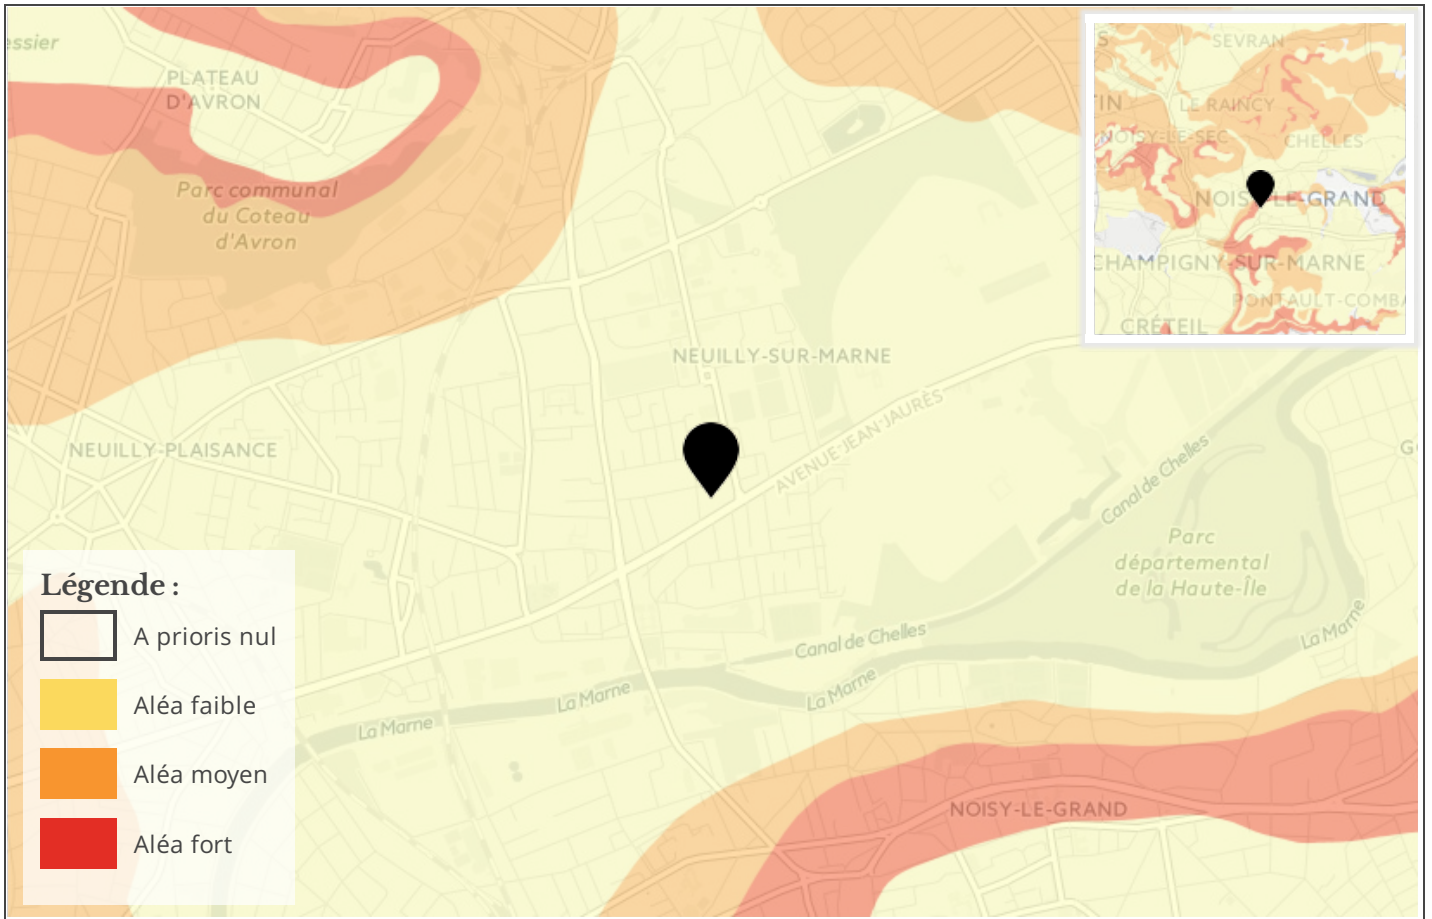 essier
PLATEAU
D'AVRON
Parc communal
du Coteau
d'Avron
NEUILLY-SUR-MARNE
NEUILLY-PLAISANCE
AVENUE JEAN-JAURÈS
Canal de Chelles
Parc
départemental
de la Haute-Île
La Marne
Canal de Chelles
La Marne
La Marne
La Marne
NOISY-LE-GRAND
Légende :
A prioris nul
Aléa faible
Aléa moyen
Aléa fort
S
SEVRAN
TIN
LE RAINCY
NOISY-LE-SEC
CHELLES
NOISY-LE-GRAND
CHAMPIGNY-SUR-MARNE
PONTAULT-COMBA
CRÉTEIL